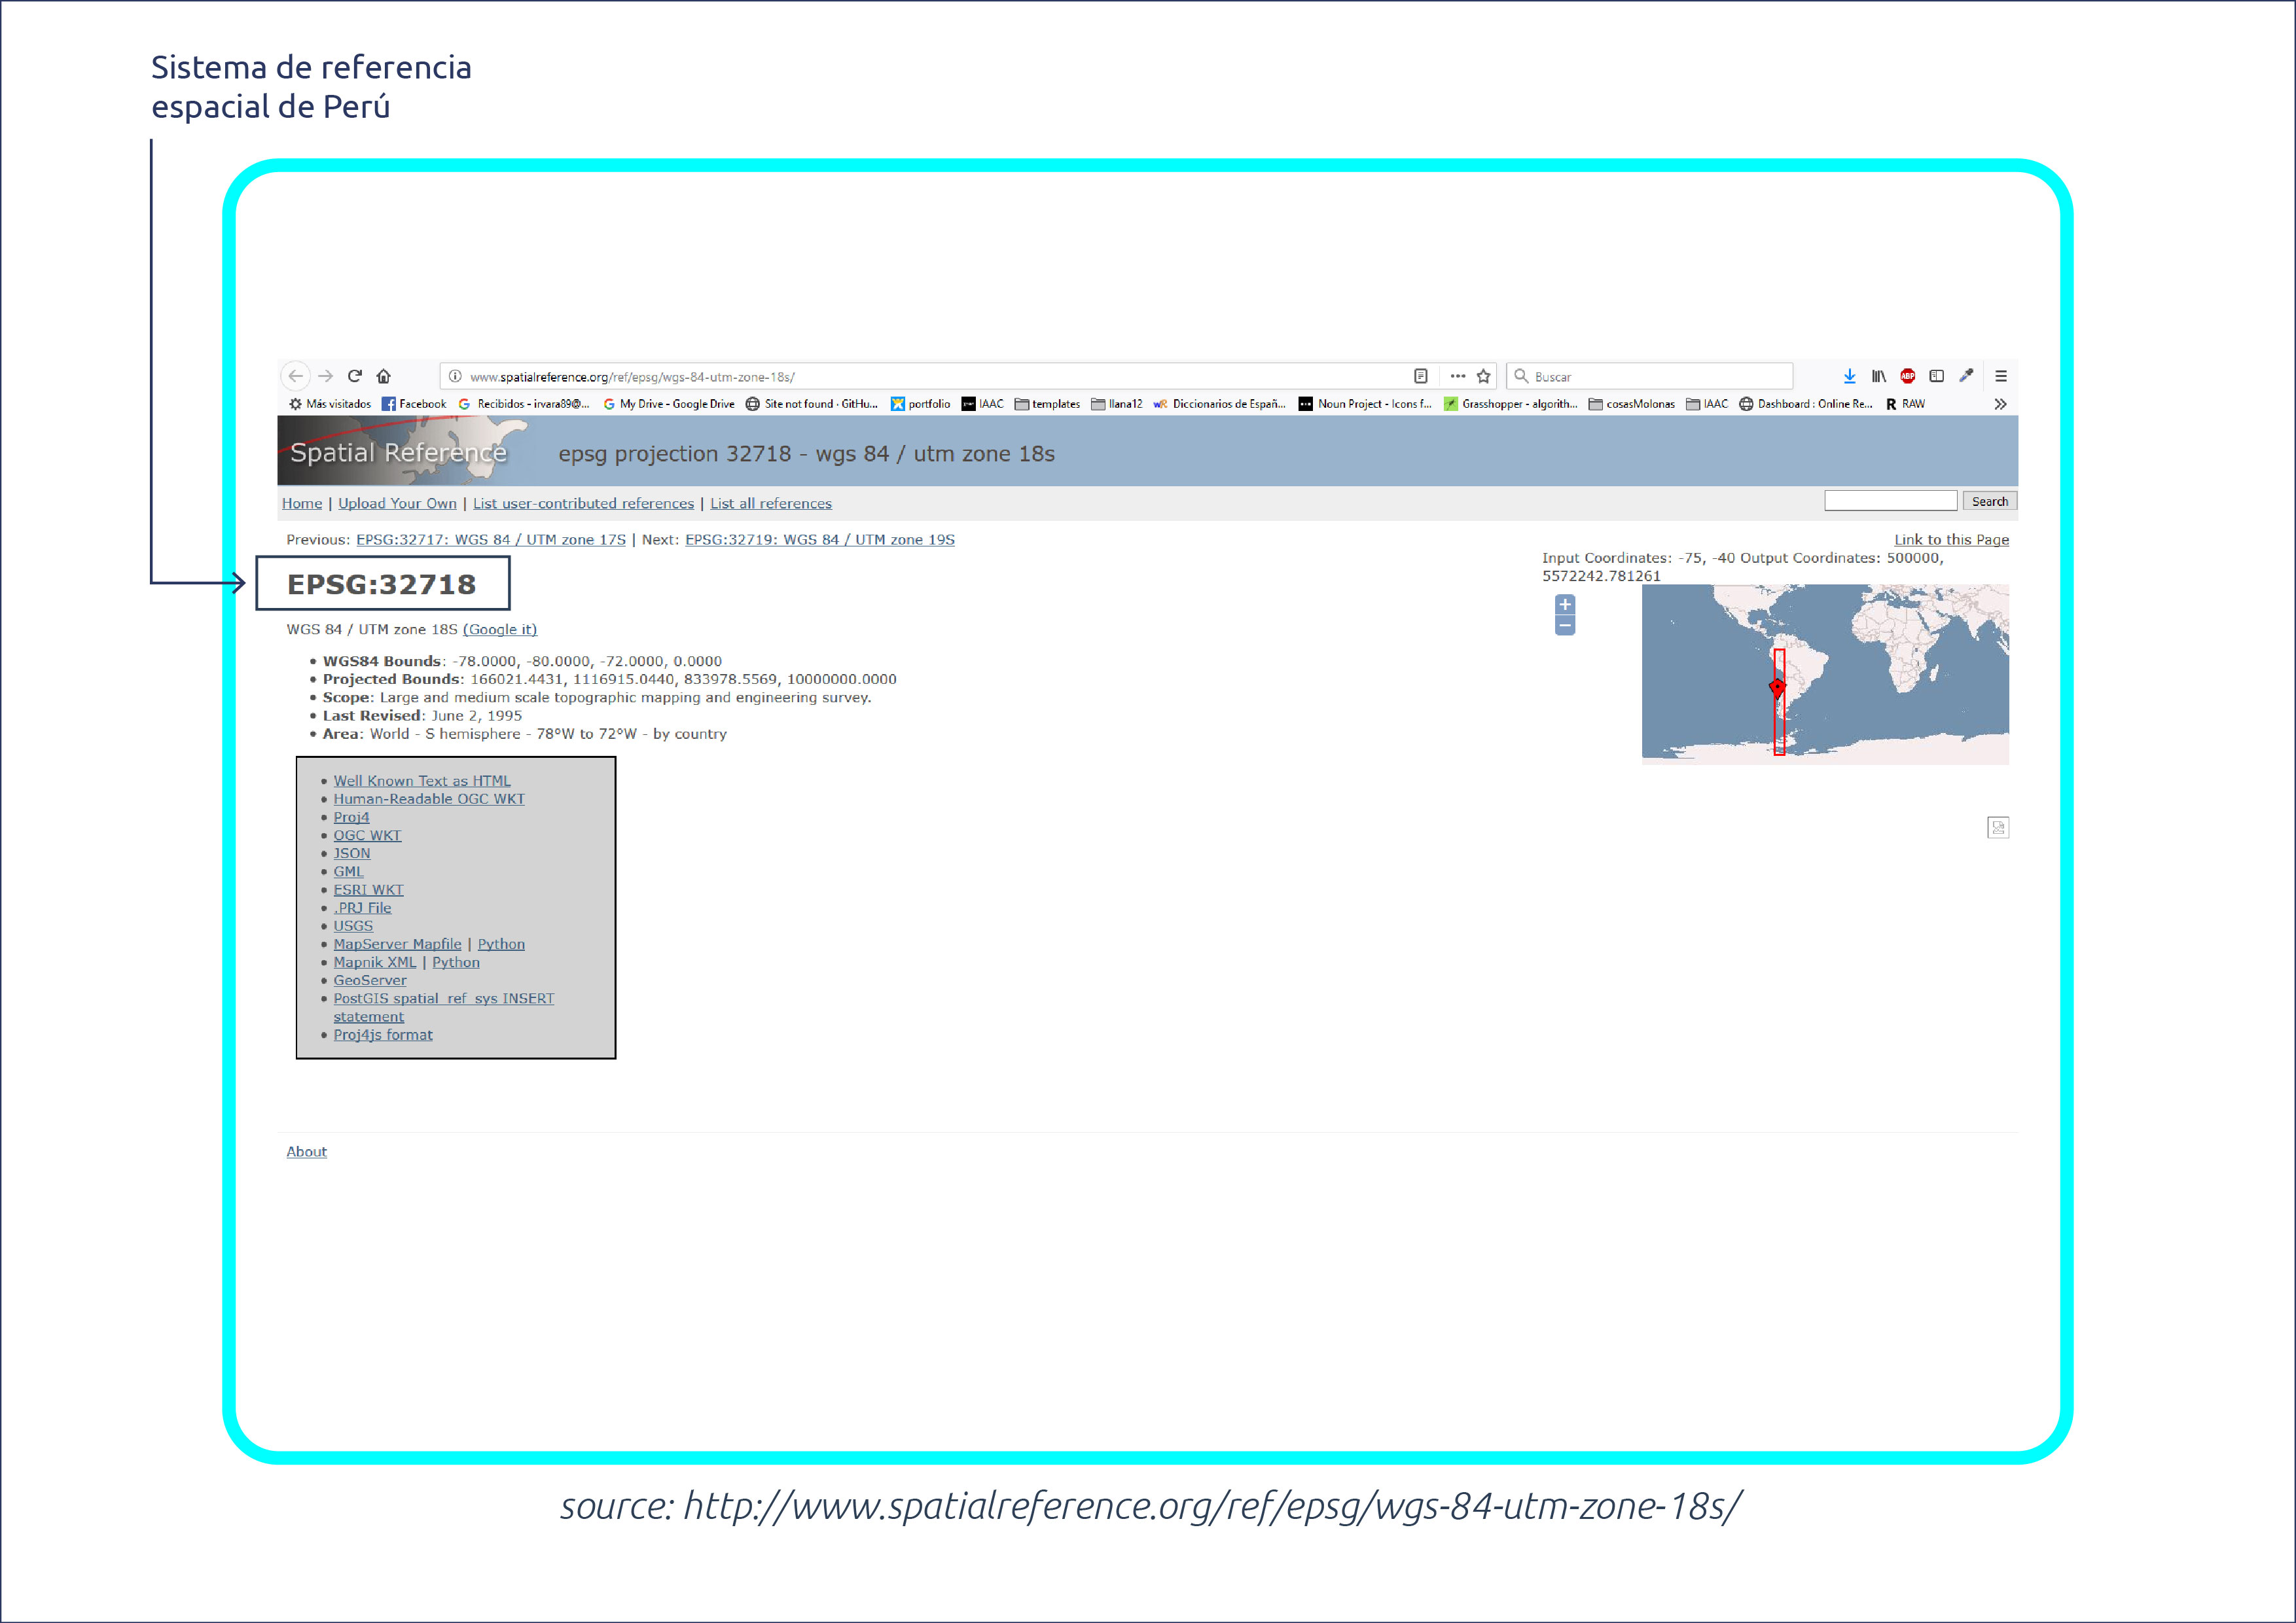 Sistema de referencia
espacial de Perú
www.spatialreference.org/ref/epsg/wgs-84-utm-zone-18s/
Buscar
ABP
Más visitados Facebook Recibidos - irvara89@... My Drive - Google Drive Site not found · GitHu... portfolio IAAC templates llana12 wR Diccionarios de Españ... Noun Project - Icons f... Grasshopper - algorith... cosasMolonas IAAC Dashboard : Online Re... R RAW
Spatial Reference
epsg projection 32718 - wgs 84 / utm zone 18s
Home | Upload Your Own | List user-contributed references | List all references
Search
Previous: EPSG:32717: WGS 84 / UTM zone 17S | Next: EPSG:32719: WGS 84 / UTM zone 19S
Link to this Page
Input Coordinates: -75, -40 Output Coordinates: 500000,
5572242.781261
EPSG:32718
WGS 84 / UTM zone 18S (Google it)
• WGS84 Bounds: -78.0000, -80.0000, -72.0000, 0.0000
• Projected Bounds: 166021.4431, 1116915.0440, 833978.5569, 10000000.0000
• Scope: Large and medium scale topographic mapping and engineering survey.
• Last Revised: June 2, 1995
• Area: World - S hemisphere - 78°W to 72°W - by country
• Well Known Text as HTML
• Human-Readable OGC WKT
• Proj4
• OGC WKT
• JSON
• GML
• ESRI WKT
• .PRJ File
• USGS
• MapServer Mapfile | Python
• Mapnik XML | Python
• GeoServer
• PostGIS spatial_ref_sys INSERT
statement
• Proj4js format
About
source: http://www.spatialreference.org/ref/epsg/wgs-84-utm-zone-18s/